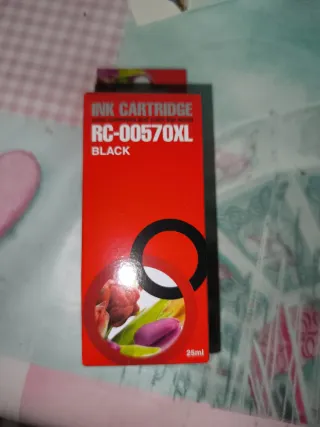 INK CARTRIDGE
RC-00570XL
BLACK
25ml